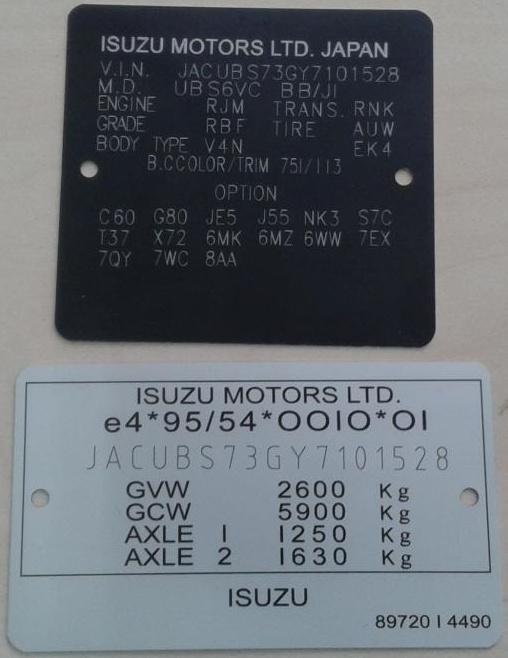 ISUZU MOTORS LTD. JAPAN
V.I.N. JACUBS73GY7101528
M.D. UBS6VC BB/J1
ENGINE RJM TRANS. RNK
GRADE RBF TIRE AUW
BODY TYPE V4N EK4
B.CCOLOR/TRIM 751/113
OPTION
C60 G80 JE5 J55 NK3 S7C
T37 X72 6MK 6MZ 6WW 7EX
7QY 7WC 8AA
ISUZU MOTORS LTD.
e4*95/54*0010*01
JACUBS73GY7101528
GVW 2600 Kg
GCW 5900 Kg
AXLE 1 1250 Kg
AXLE 2 1630 Kg
ISUZU
89720 1 4490